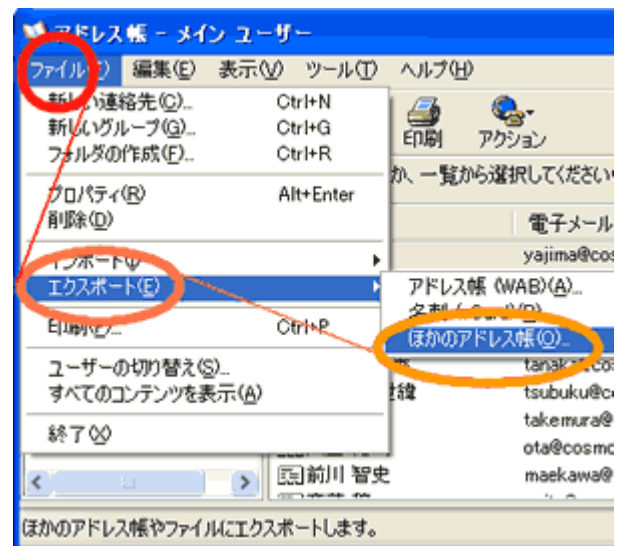 アドレス帳 - メイン ユーザー
ファイル(F) 編集(E) 表示(V) ツール(T) ヘルプ(H)
新しい連絡先(C)... Ctrl+N
新しいグループ(G)... Ctrl+G
フォルダの作成(F)... Ctrl+R
プロパティ(R) Alt+Enter
削除(D)
インポート(I)
エクスポート(E)
印刷(P)... Ctrl+P
ユーザーの切り替え(S)...
すべてのコンテンツを表示(A)
終了(X)
印刷 アクション
か、一覧から選択してください
電子メール
yajima@cos
アドレス帳 (WAB)(A)...
ほかのアドレス帳(O)...
tanaka@cos
tsubuku@c
takemura@
ota@cosmo
前川 智史 maekawa@
ほかのアドレス帳やファイルにエクスポートします。